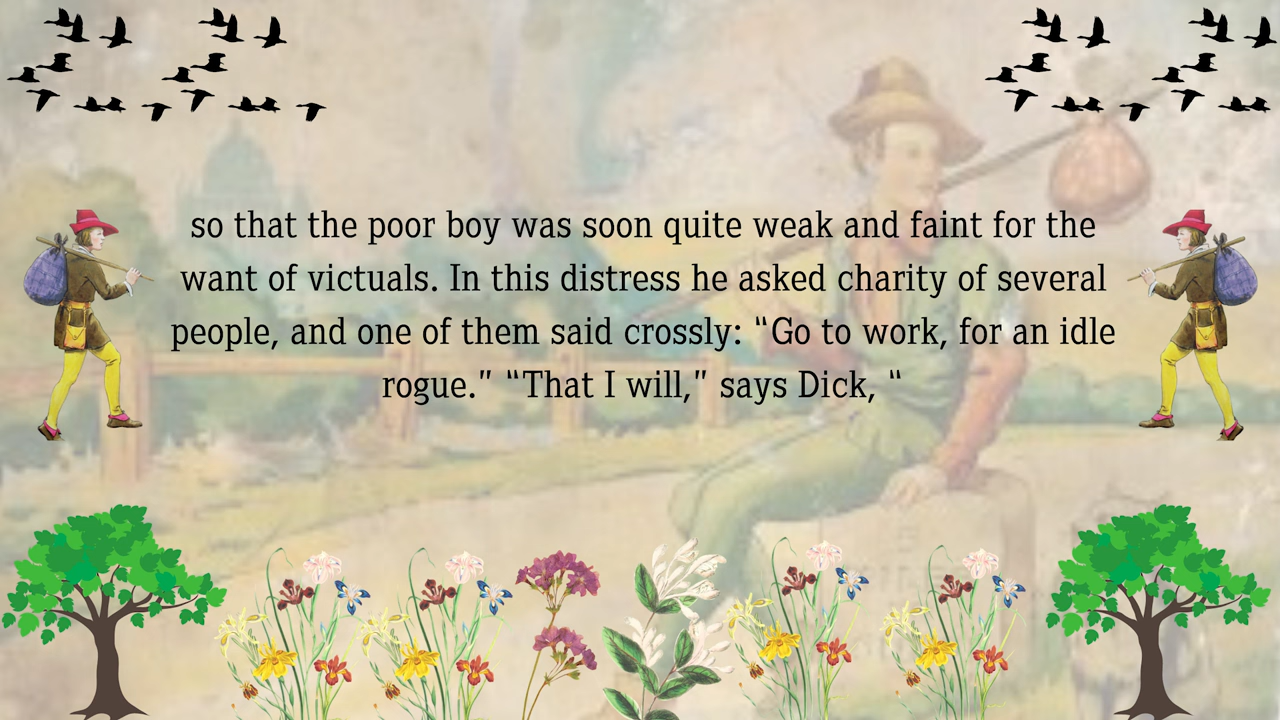 so that the poor boy was soon quite weak and faint for the
want of victuals. In this distress he asked charity of several
people, and one of them said crossly: “Go to work, for an idle
rogue.” “That I will,” says Dick, “